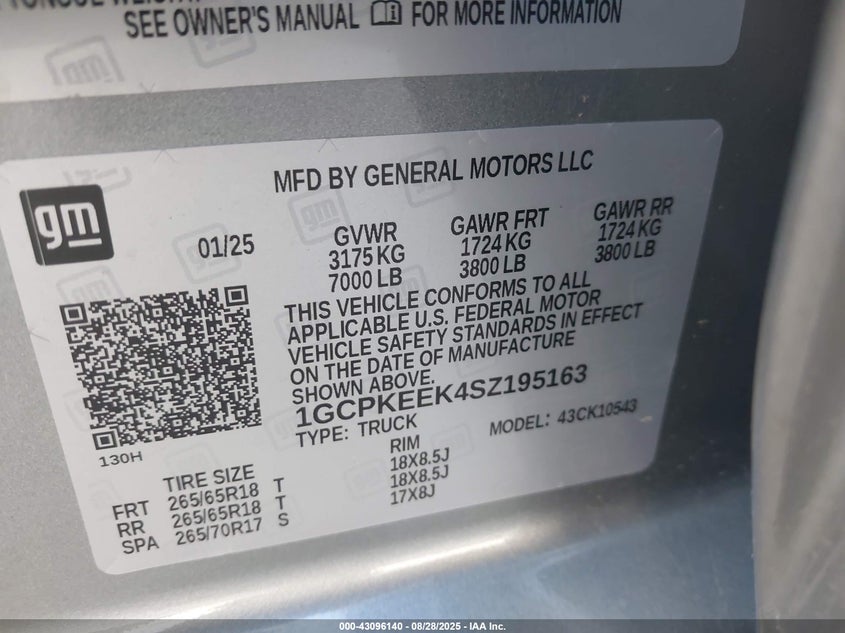 TONGUE WEIGHT
SEE OWNER'S MANUAL FOR MORE INFORMATION
gm
MFD BY GENERAL MOTORS LLC
01/25
GVWR
3175 KG
7000 LB
GAWR FRT
1724 KG
3800 LB
GAWR RR
1724 KG
3800 LB
THIS VEHICLE CONFORMS TO ALL
APPLICABLE U.S. FEDERAL MOTOR
VEHICLE SAFETY STANDARDS IN EFFECT
ON THE DATE OF MANUFACTURE
SHOWN ABOVE.
1GCPKEEK4SZ195163
TYPE: TRUCK
MODEL: 43CK10543
130H
TIRE SIZE RIM
FRT 265/65R18 T 18X8.5J
RR 265/65R18 T 18X8.5J
SPA 265/70R17 S 17X8J
000-43096140 - 08/28/2025 - IAA Inc.